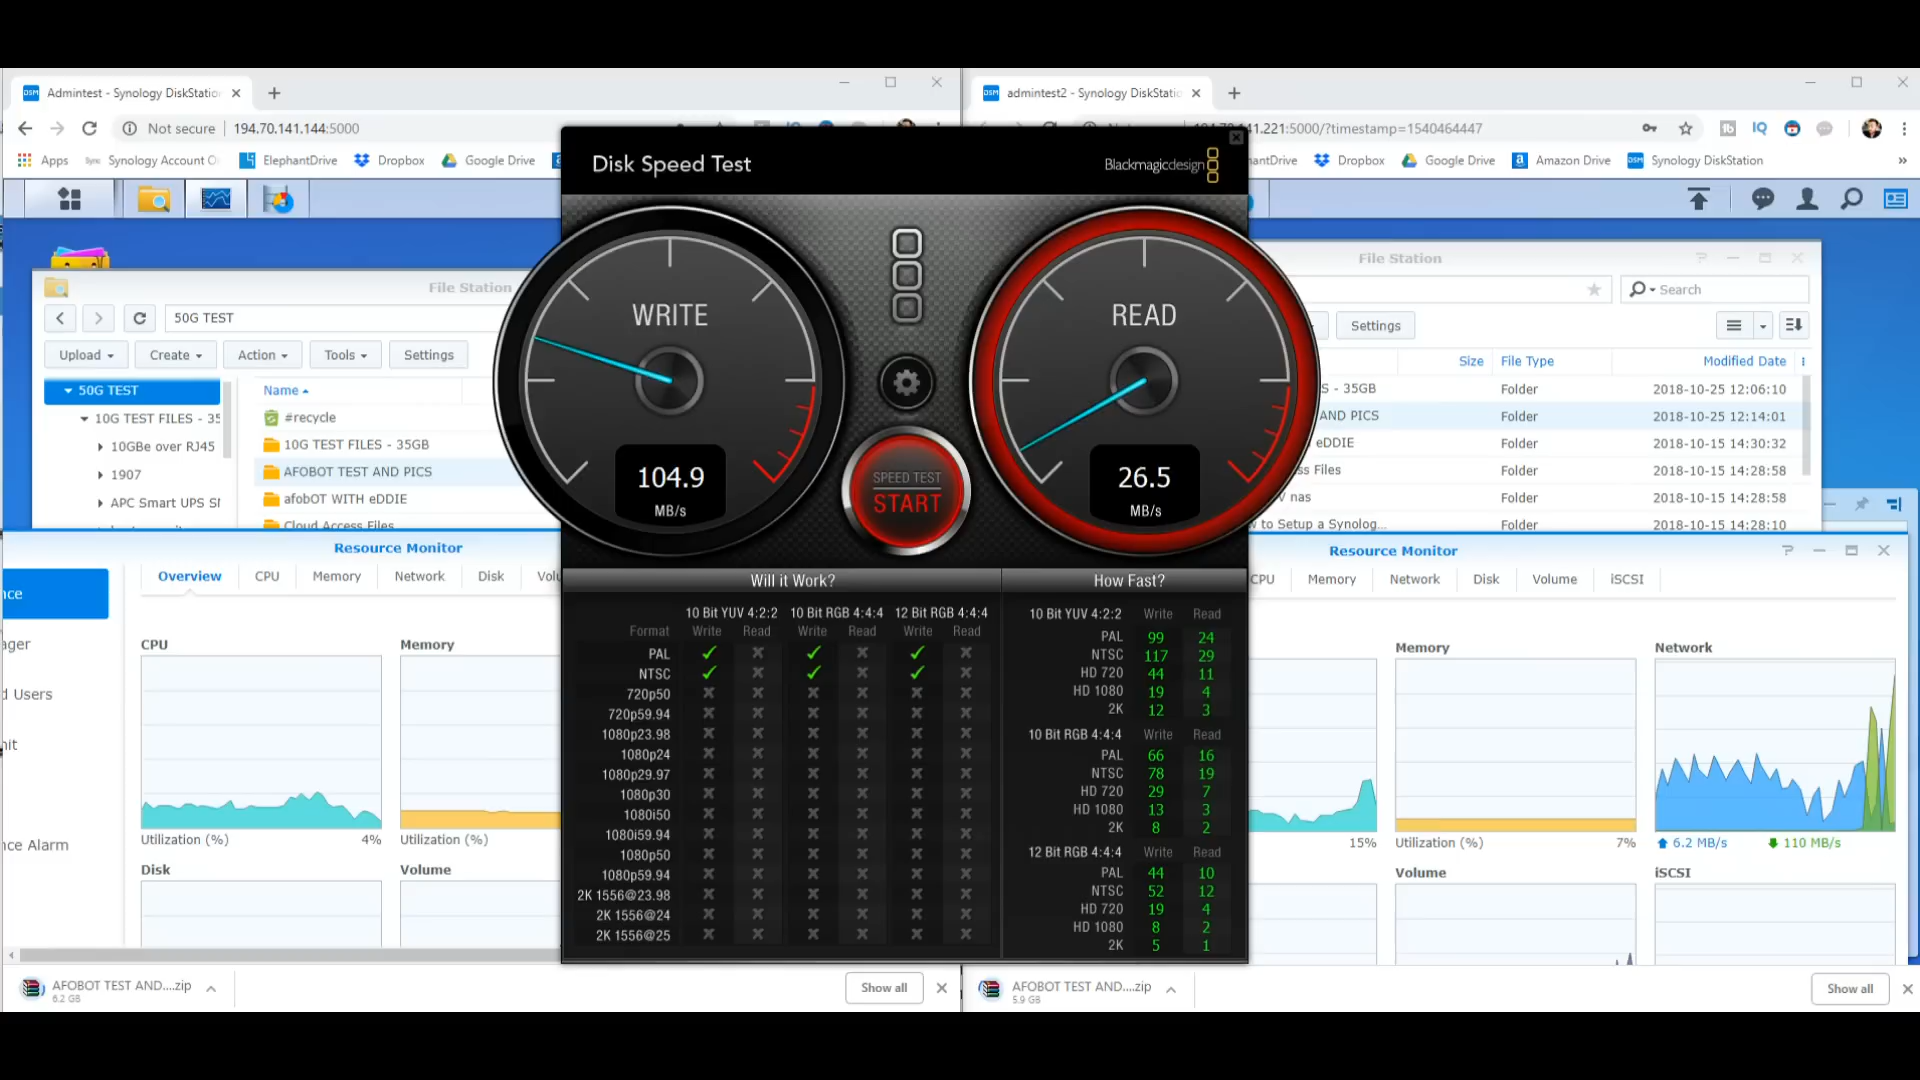 Admintest - Synology DiskStatio
Not secure
194.70.141.144:5000
Apps
Synology Account O
ElephantDrive
Dropbox
Google Drive
File Station
50G TEST
Upload
Create
Action
Tools
Settings
50G TEST
10G TEST FILES - 35
10GBe over RJ45
1907
APC Smart UPS SN
Name
#recycle
10G TEST FILES - 35GB
AFOBOT TEST AND PICS
afobOT WITH eDDIE
Cloud Access Files
Resource Monitor
Overview
CPU
Memory
Network
Disk
Volu
nce
ager
d Users
nit
nce Alarm
CPU
Memory
Utilization (%)
4%
Utilization (%)
Disk
Volume
AFOBOT TEST AND....zip
6.2 GB
Show all
Disk Speed Test
Blackmagicdesign
WRITE
104.9
MB/s
READ
26.5
MB/s
SPEED TEST
START
Will it Work?
10 Bit YUV 4:2:2 10 Bit RGB 4:4:4 12 Bit RGB 4:4:4
Format Write Read Write Read Write Read
PAL
NTSC
720p50
720p59.94
1080p23.98
1080p24
1080p29.97
1080p30
1080i50
1080i59.94
1080p50
1080p59.94
2K 1556@23.98
2K 1556@24
2K 1556@25
How Fast?
10 Bit YUV 4:2:2 Write Read
PAL 99 24
NTSC 117 29
HD 720 44 11
HD 1080 19 4
2K 12 3
10 Bit RGB 4:4:4 Write Read
PAL 66 16
NTSC 78 19
HD 720 29 7
HD 1080 13 3
2K 8 2
12 Bit RGB 4:4:4 Write Read
PAL 44 10
NTSC 52 12
HD 720 19 4
HD 1080 8 2
2K 5 1
admintest2 - Synology DiskStatio
.141.221:5000/?timestamp=1540464447
hantDrive
Dropbox
Google Drive
Amazon Drive
Synology DiskStation
File Station
Search
Settings
Size
File Type
Modified Date
S - 35GB Folder 2018-10-25 12:06:10
AND PICS Folder 2018-10-25 12:14:01
eDDIE Folder 2018-10-15 14:30:32
ss Files Folder 2018-10-15 14:28:58
V nas Folder 2018-10-15 14:28:58
w to Setup a Synolog... Folder 2018-10-15 14:28:10
Resource Monitor
CPU
Memory
Network
Disk
Volume
iSCSI
Memory
Network
15%
Utilization (%)
7%
6.2 MB/s
110 MB/s
Volume
iSCSI
AFOBOT TEST AND....zip
5.9 GB
Show all